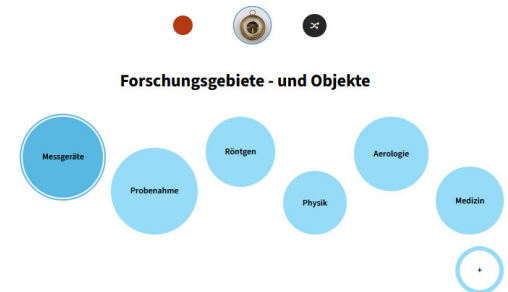 Forschungsgebiete - und Objekte
Messgeräte
Probenahme
Röntgen
Physik
Aerologie
Medizin
+